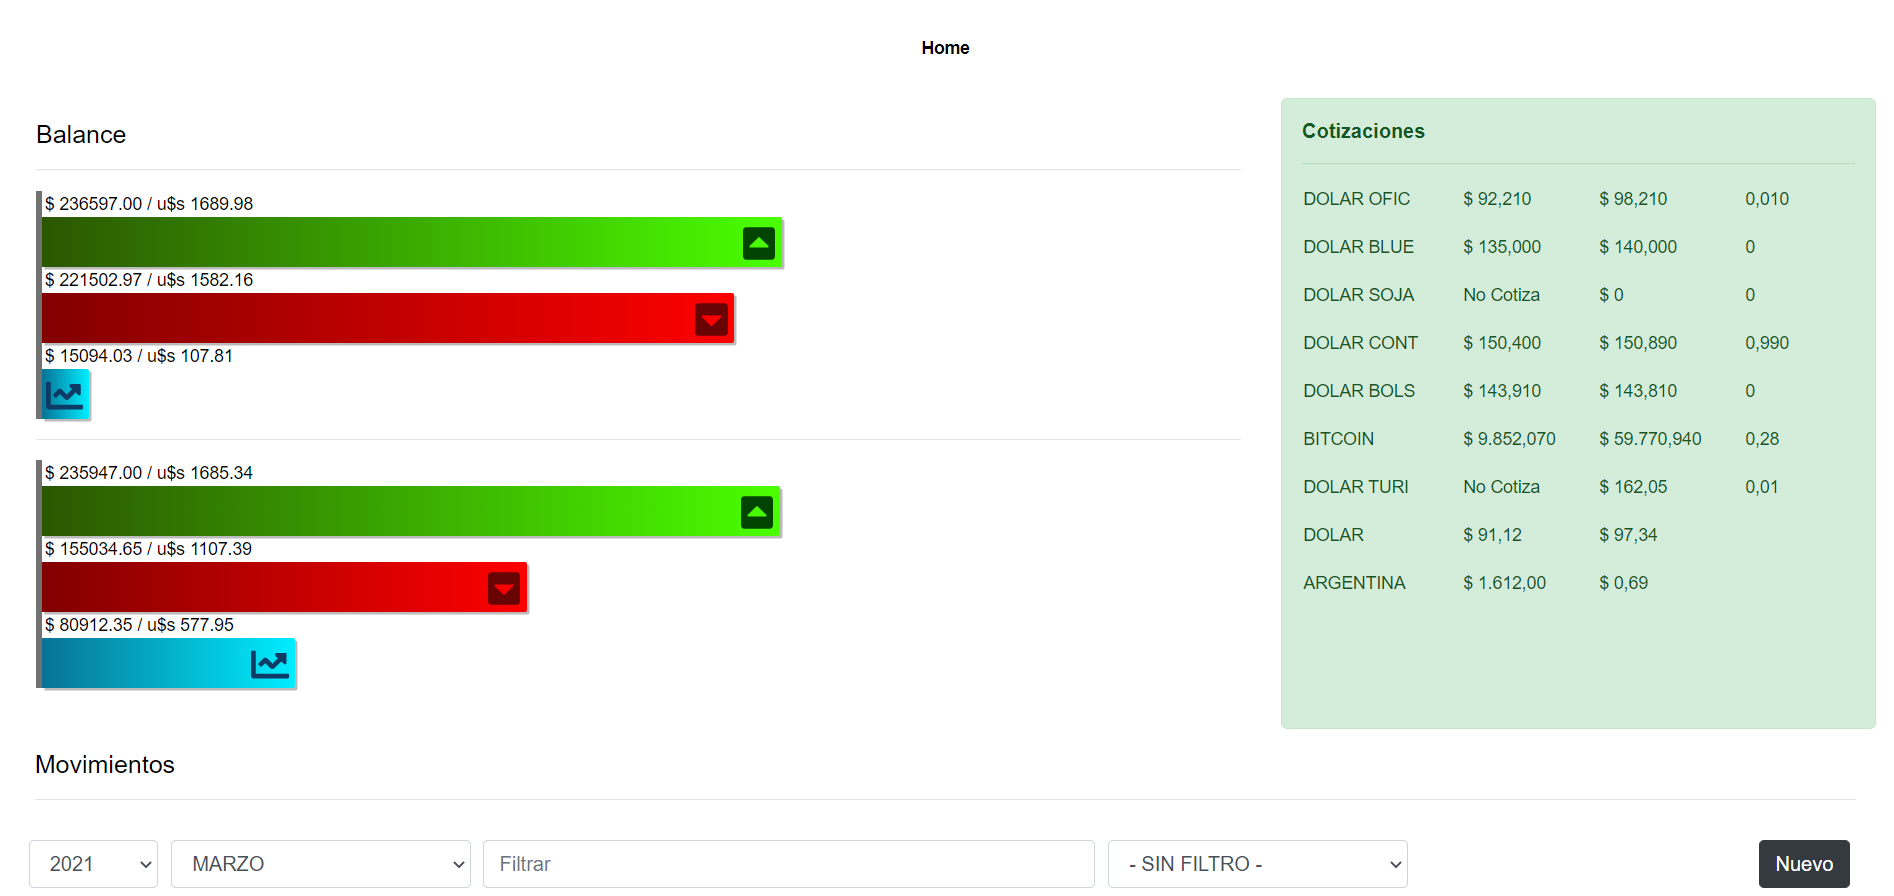 Home
Balance
$ 236597.00 / u$s 1689.98
$ 221502.97 / u$s 1582.16
$ 15094.03 / u$s 107.81
$ 235947.00 / u$s 1685.34
$ 155034.65 / u$s 1107.39
$ 80912.35 / u$s 577.95
Cotizaciones
DOLAR OFIC $ 92,210 $ 98,210 0,010
DOLAR BLUE $ 135,000 $ 140,000 0
DOLAR SOJA No Cotiza $ 0 0
DOLAR CONT $ 150,400 $ 150,890 0,990
DOLAR BOLS $ 143,910 $ 143,810 0
BITCOIN $ 9.852,070 $ 59.770,940 0,28
DOLAR TURI No Cotiza $ 162,05 0,01
DOLAR $ 91,12 $ 97,34
ARGENTINA $ 1.612,00 $ 0,69
Movimientos
2021 MARZO Filtrar - SIN FILTRO - Nuevo